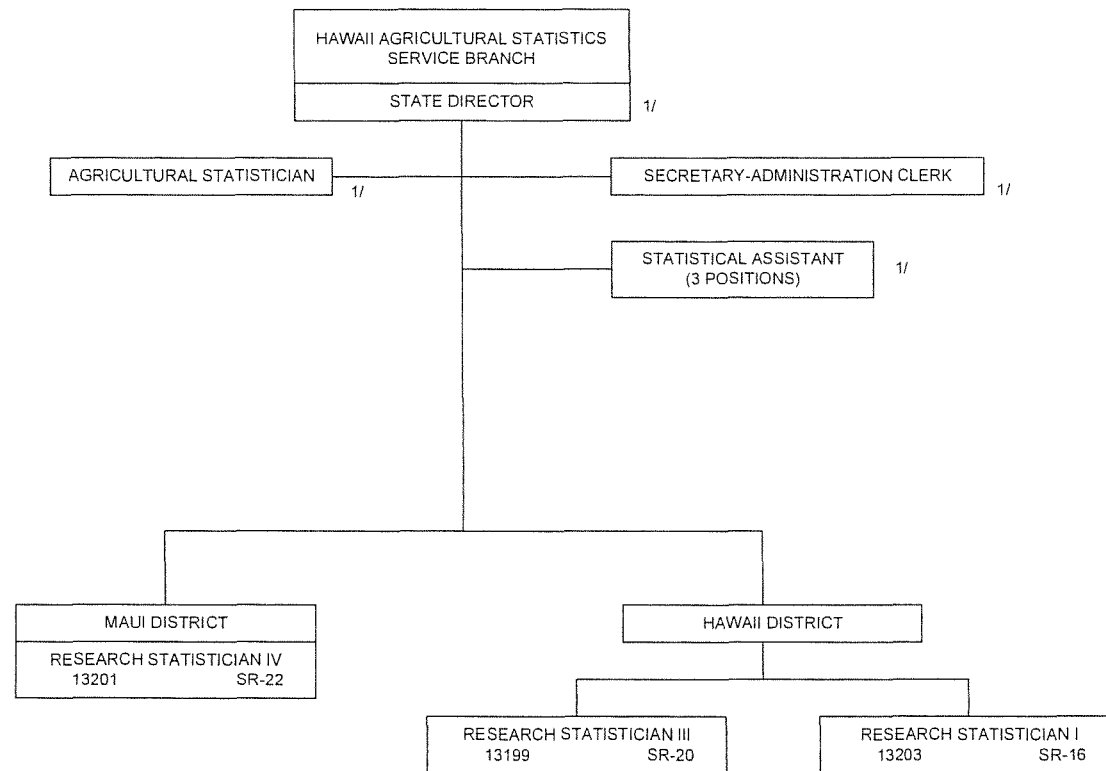 HAWAII AGRICULTURAL STATISTICS
SERVICE BRANCH
STATE DIRECTOR
1/
AGRICULTURAL STATISTICIAN
1/
SECRETARY-ADMINISTRATION CLERK
1/
STATISTICAL ASSISTANT
(3 POSITIONS)
1/
MAUI DISTRICT
RESEARCH STATISTICIAN IV
13201 SR-22
HAWAII DISTRICT
RESEARCH STATISTICIAN III
13199 SR-20
RESEARCH STATISTICIAN I
13203 SR-16